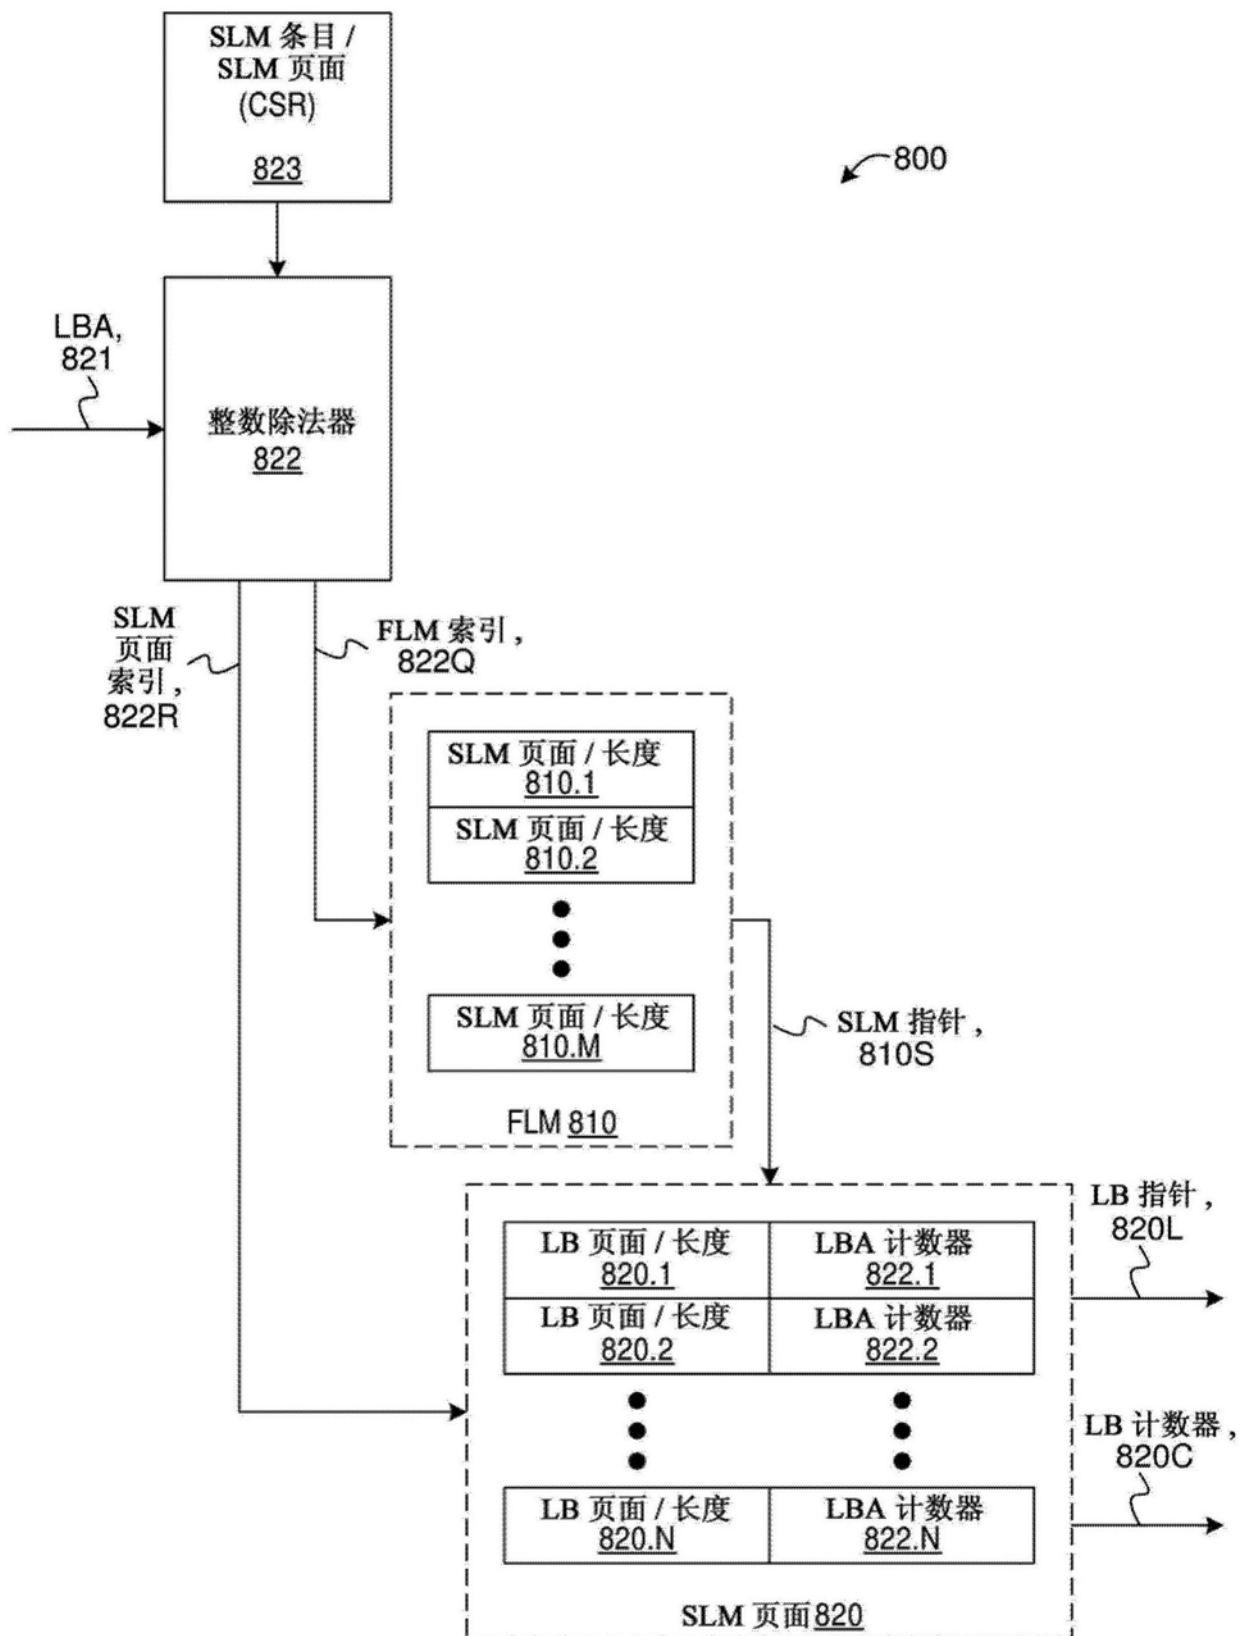 SLM 条目 /
SLM 页面
(CSR)
823
800
LBA,
821
整数除法器
822
SLM
页面
索引,
822R
FLM 索引,
822Q
SLM 页面 / 长度
810.1
SLM 页面 / 长度
810.2
SLM 页面 / 长度
810.M
FLM 810
SLM 指针,
810S
LB 页面 / 长度
820.1
LBA 计数器
822.1
LB 页面 / 长度
820.2
LBA 计数器
822.2
LB 页面 / 长度
820.N
LBA 计数器
822.N
SLM 页面820
LB 指针,
820L
LB 计数器,
820C